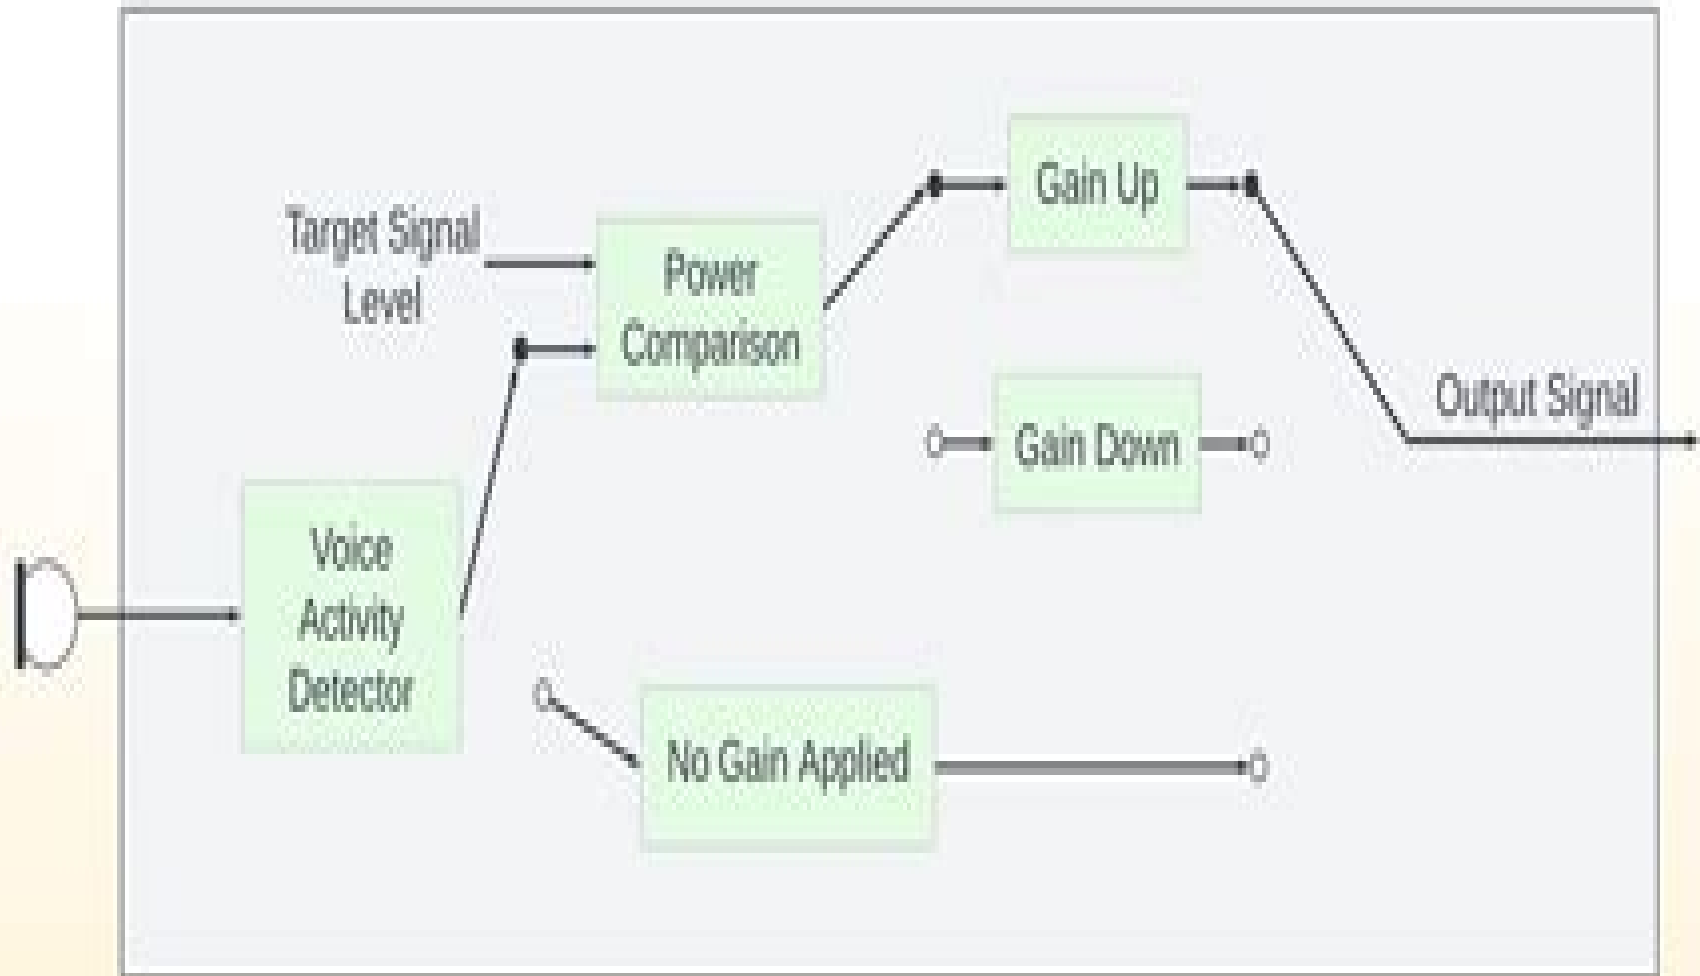 Gain Up
Target Signal
Level
Power
Comparison
Output Signal
Gain Down
Voice
Activity
Detector
No Gain Applied